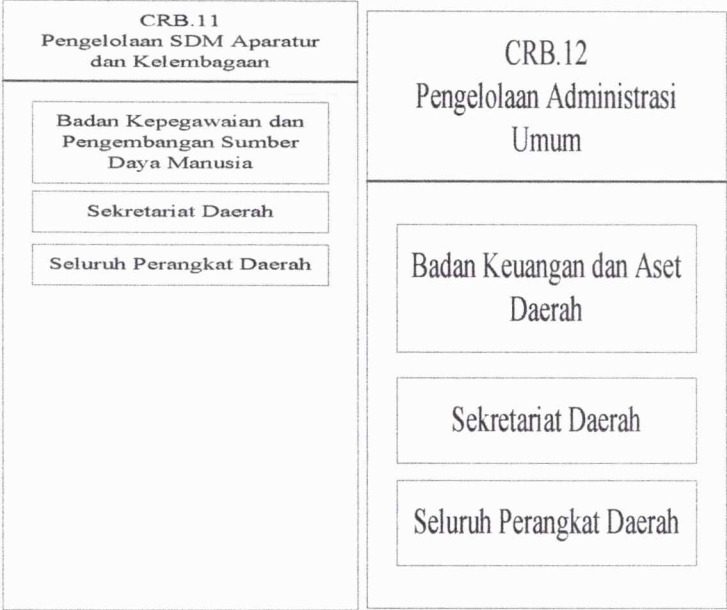 CRB.11
Pengelolaan SDM Aparatur
dan Kelembagaan
Badan Kepegawaian dan
Pengembangan Sumber
Daya Manusia
Sekretariat Daerah
Seluruh Perangkat Daerah
CRB.12
Pengelolaan Administrasi
Umum
Badan Keuangan dan Aset
Daerah
Sekretariat Daerah
Seluruh Perangkat Daerah